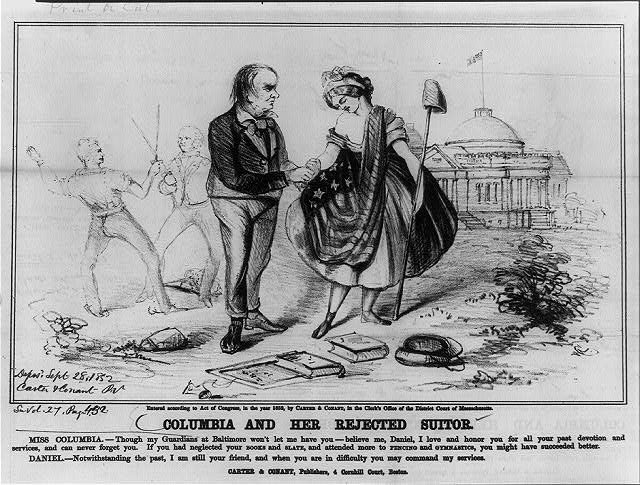 Print in Cat.
Depos: Sept 28, 1852
Carter & Conant Pr
Entered according to Act of Congress, in the year 1852, by CARTER & CONANT, in the Clerk's Office of the District Court of Massachusetts.
COLUMBIA AND HER REJECTED SUITOR.
MISS COLUMBIA.—Though my Guardians at Baltimore won't let me have you—believe me, Daniel, I love and honor you for all your past devotion and
services, and can never forget you. If you had neglected your BOOKS and SLATE, and attended more to FENCING and GYMNASTICS, you might have succeeded better.
DANIEL.—Notwithstanding the past, I am still your friend, and when you are in difficulty you may command my services.
CARTER & CONANT, Publishers, 4 Cornhill Court, Boston.